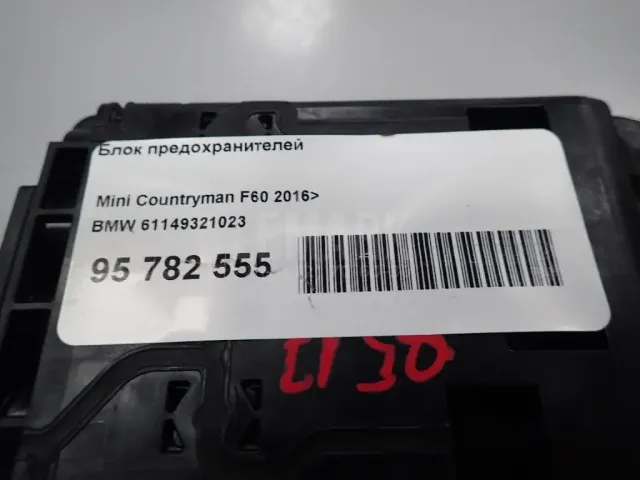 Блок предохранителей
Mini Countryman F60 2016>
BMW 61149321023
95 782 555